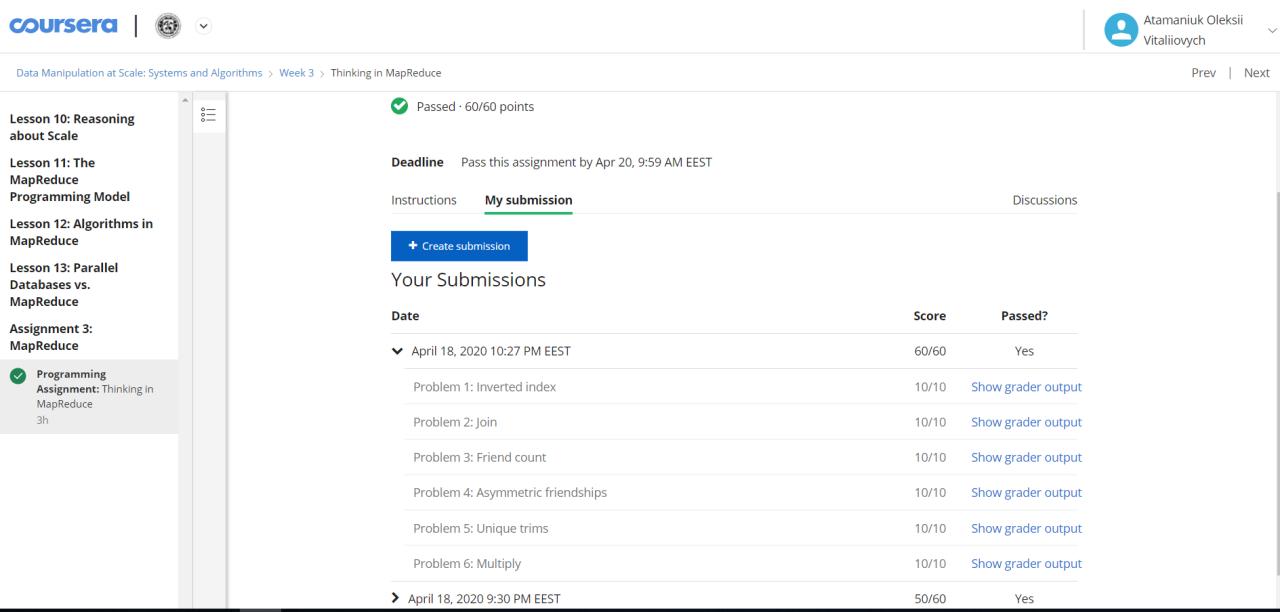 coursera
Atamaniuk Oleksii
Vitaliiovych
Data Manipulation at Scale: Systems and Algorithms > Week 3 > Thinking in MapReduce
Prev | Next
Lesson 10: Reasoning
about Scale
Lesson 11: The
MapReduce
Programming Model
Lesson 12: Algorithms in
MapReduce
Lesson 13: Parallel
Databases vs.
MapReduce
Assignment 3:
MapReduce
Programming
Assignment: Thinking in
MapReduce
3h
Passed · 60/60 points
Deadline Pass this assignment by Apr 20, 9:59 AM EEST
Instructions My submission Discussions
+ Create submission
Your Submissions
Date Score Passed?
April 18, 2020 10:27 PM EEST 60/60 Yes
Problem 1: Inverted index 10/10 Show grader output
Problem 2: Join 10/10 Show grader output
Problem 3: Friend count 10/10 Show grader output
Problem 4: Asymmetric friendships 10/10 Show grader output
Problem 5: Unique trims 10/10 Show grader output
Problem 6: Multiply 10/10 Show grader output
April 18, 2020 9:30 PM EEST 50/60 Yes